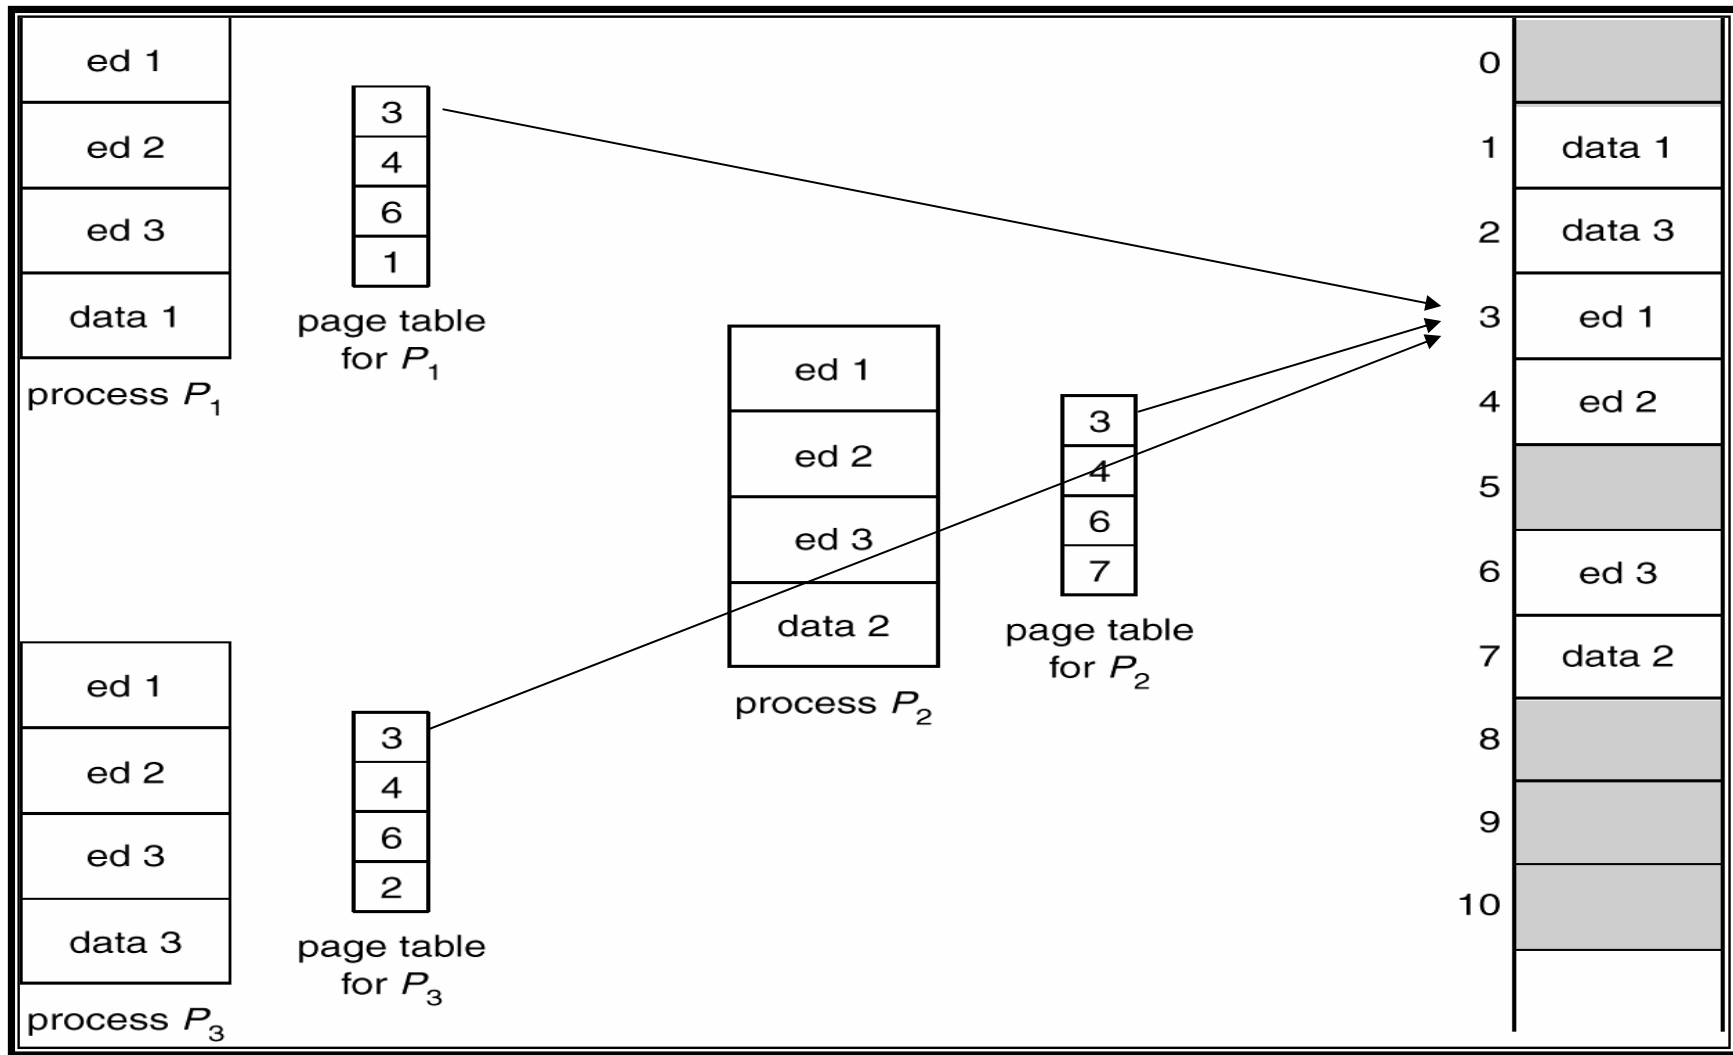 ed 1
ed 2
ed 3
data 1
process P1
3
4
6
1
page table
for P1
ed 1
ed 2
ed 3
data 2
process P2
3
4
6
7
page table
for P2
ed 1
ed 2
ed 3
data 3
process P3
3
4
6
2
page table
for P3
0
1 data 1
2 data 3
3 ed 1
4 ed 2
5
6 ed 3
7 data 2
8
9
10